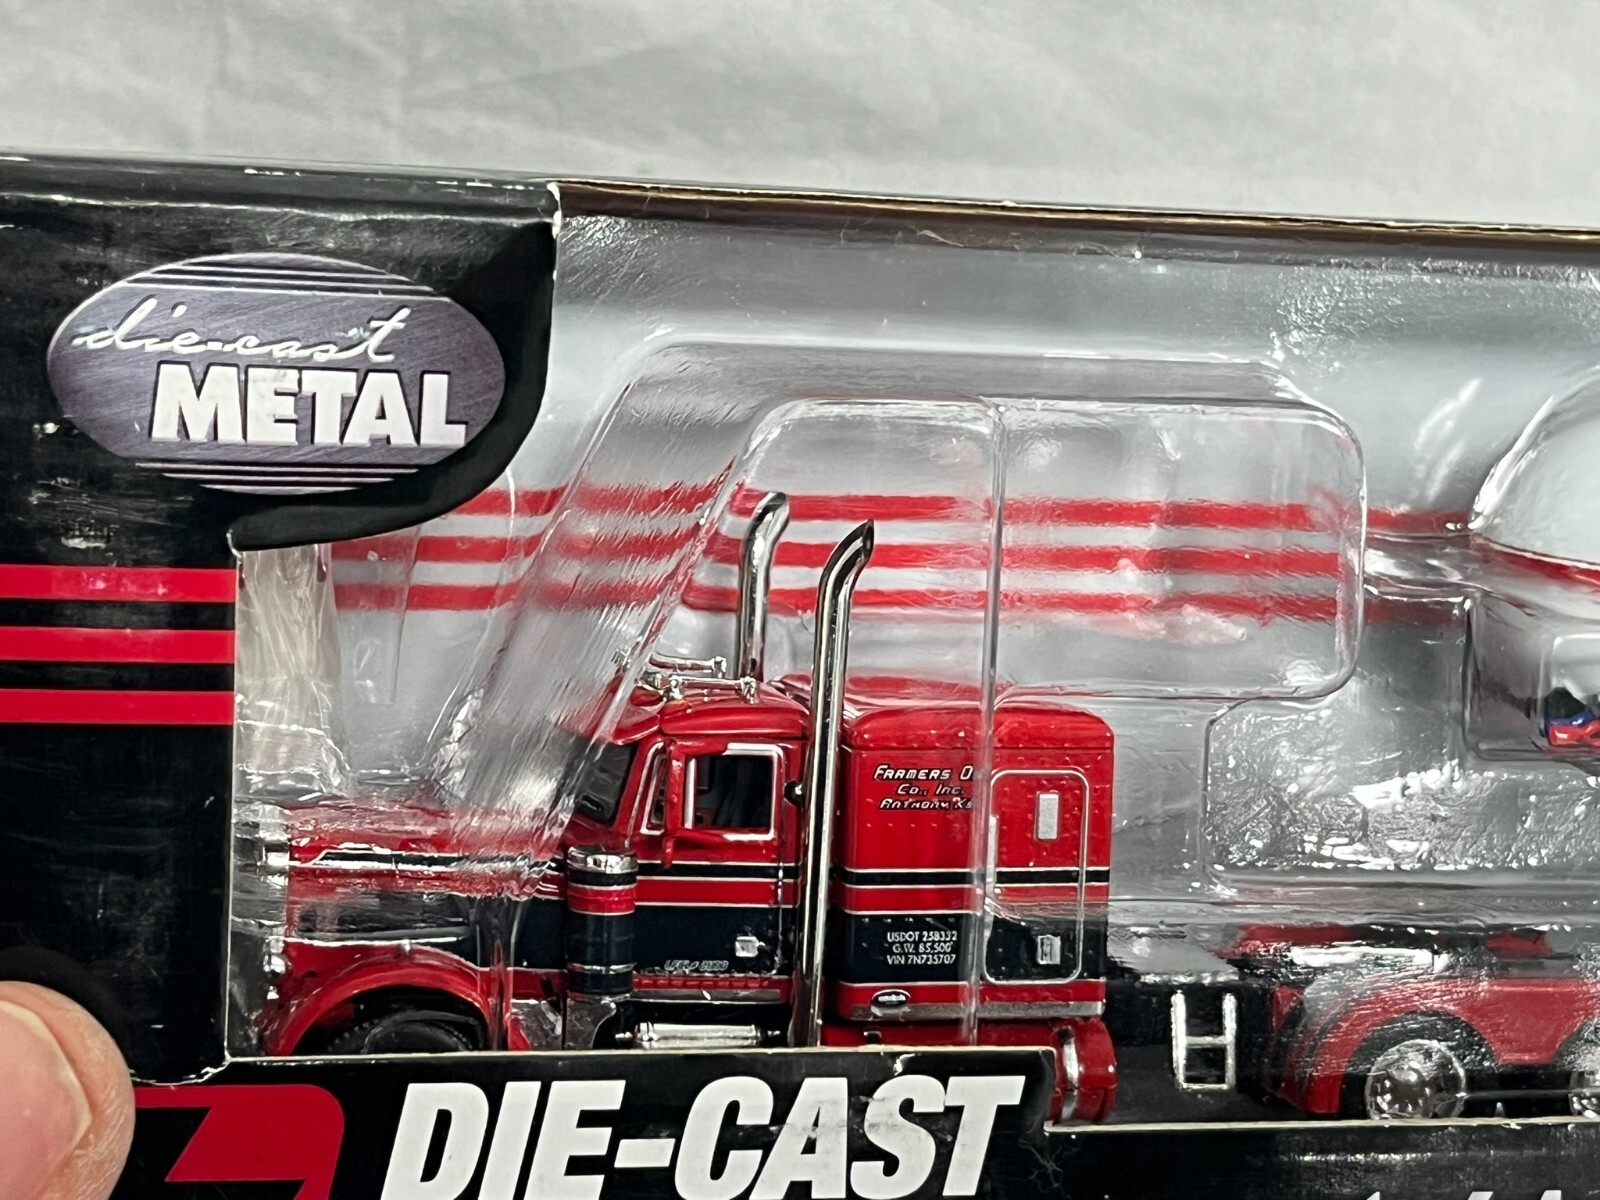 die-cast
METAL
FARMERS O
Co., Inc.
ANTHONY, KS
USDOT 258332
G.W. 85,500
VIN 7N735707
DIE-CAST